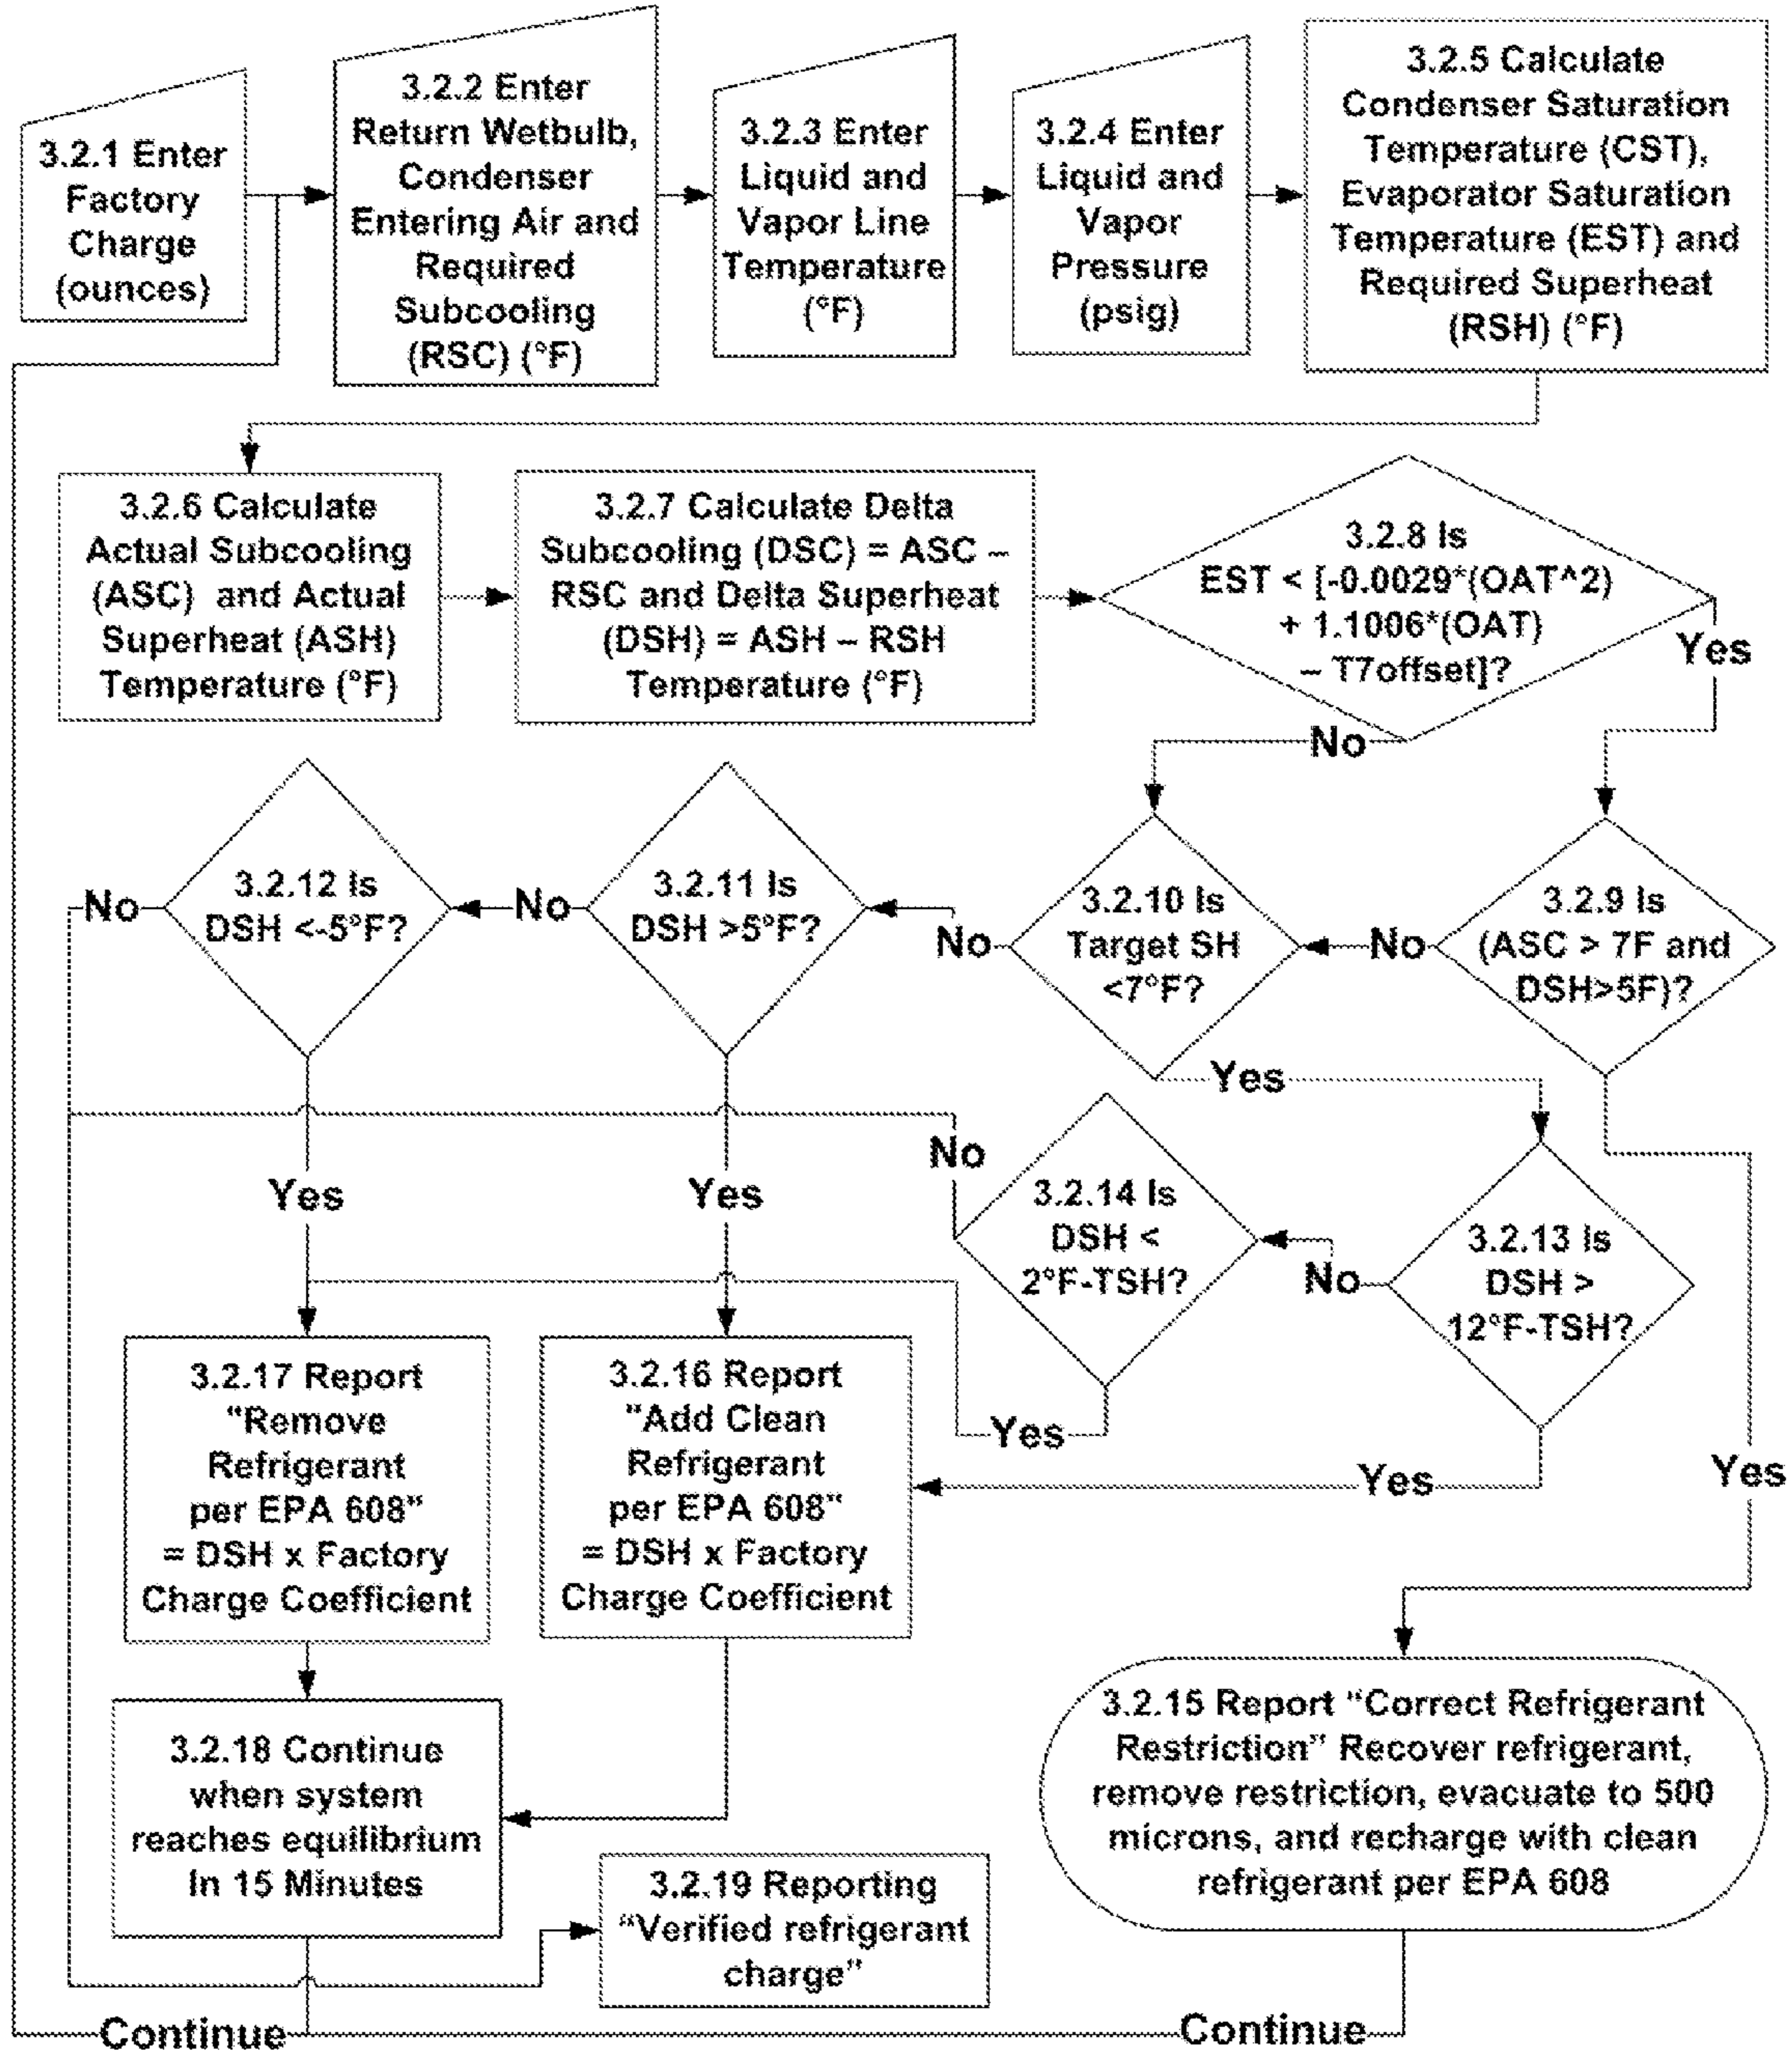 3.2.1 Enter
Factory
Charge
(ounces)
3.2.2 Enter
Return Wetbulb,
Condenser
Entering Air and
Required
Subcooling
(RSC) (°F)
3.2.3 Enter
Liquid and
Vapor Line
Temperature
(°F)
3.2.4 Enter
Liquid and
Vapor
Pressure
(psig)
3.2.5 Calculate
Condenser Saturation
Temperature (CST),
Evaporator Saturation
Temperature (EST) and
Required Superheat
(RSH) (°F)
3.2.6 Calculate
Actual Subcooling
(ASC) and Actual
Superheat (ASH)
Temperature (°F)
3.2.7 Calculate Delta
Subcooling (DSC) = ASC –
RSC and Delta Superheat
(DSH) = ASH – RSH
Temperature (°F)
3.2.8 Is
EST < [-0.0029*(OAT^2)
+ 1.1006*(OAT)
– T7offset]?
Yes
No
No
3.2.12 Is
DSH <-5°F?
No
3.2.11 Is
DSH >5°F?
No
3.2.10 Is
Target SH
<7°F?
No
3.2.9 Is
(ASC > 7F and
DSH>5F)?
Yes
Yes
Yes
No
3.2.14 Is
DSH <
2°F-TSH?
No
3.2.13 Is
DSH >
12°F-TSH?
Yes
Yes
Yes
3.2.17 Report
“Remove
Refrigerant
per EPA 608”
= DSH x Factory
Charge Coefficient
3.2.16 Report
“Add Clean
Refrigerant
per EPA 608”
= DSH x Factory
Charge Coefficient
3.2.18 Continue
when system
reaches equilibrium
In 15 Minutes
3.2.19 Reporting
“Verified refrigerant
charge”
3.2.15 Report “Correct Refrigerant
Restriction” Recover refrigerant,
remove restriction, evacuate to 500
microns, and recharge with clean
refrigerant per EPA 608
Continue
Continue